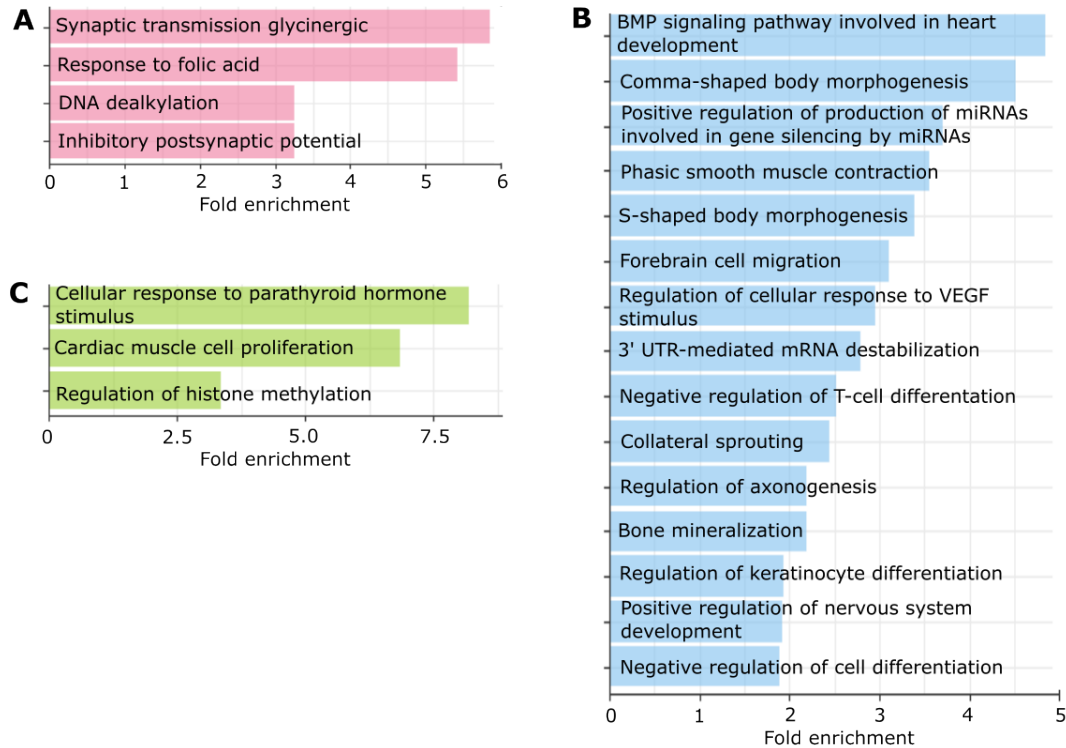 A
Synaptic transmission glycinergic
Response to folic acid
DNA dealkylation
Inhibitory postsynaptic potential
0 1 2 3 4 5 6
Fold enrichment
B
BMP signaling pathway involved in heart
development
Comma-shaped body morphogenesis
Positive regulation of production of miRNAs
involved in gene silencing by miRNAs
Phasic smooth muscle contraction
S-shaped body morphogenesis
Forebrain cell migration
Regulation of cellular response to VEGF
stimulus
3' UTR-mediated mRNA destabilization
Negative regulation of T-cell differentation
Collateral sprouting
Regulation of axonogenesis
Bone mineralization
Regulation of keratinocyte differentiation
Positive regulation of nervous system
development
Negative regulation of cell differentiation
0 1 2 3 4 5
Fold enrichment
C
Cellular response to parathyroid hormone
stimulus
Cardiac muscle cell proliferation
Regulation of histone methylation
0 2.5 5.0 7.5
Fold enrichment